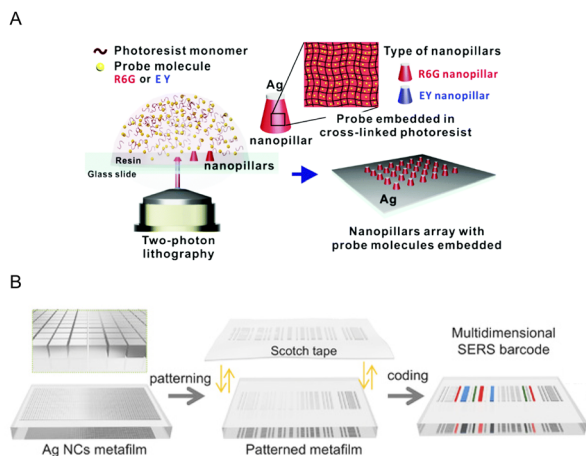 A
Photoresist monomer
Probe molecule
R6G or EY
Ag
nanopillar
Type of nanopillars
R6G nanopillar
EY nanopillar
Probe embedded in
cross-linked photoresist
Resin
nanopillars
Glass slide
Two-photon
lithography
Ag
Nanopillars array with
probe molecules embedded
B
Ag NCs metafilm
patterning
Scotch tape
Patterned metafilm
coding
Multidimensional
SERS barcode